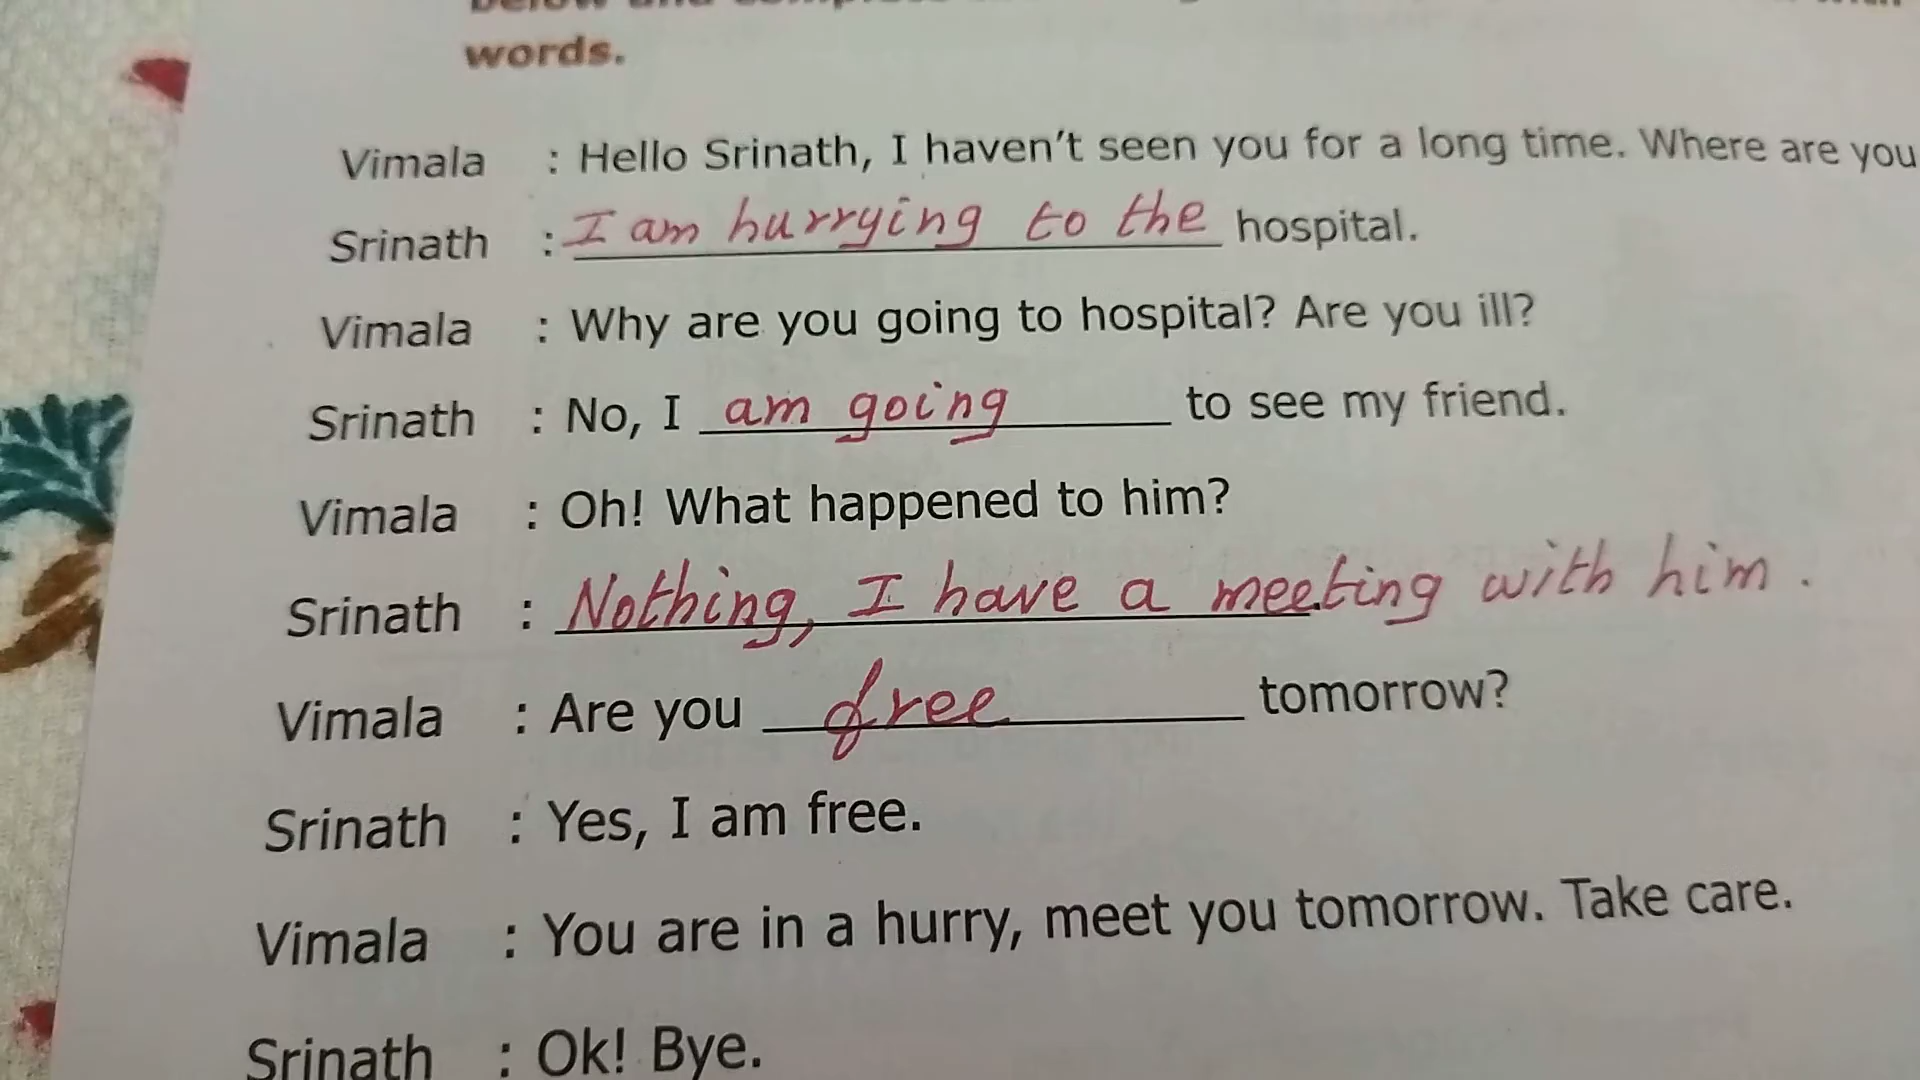 below and complete
words.
Vimala : Hello Srinath, I haven't seen you for a long time. Where are you
Srinath : I am hurrying to the hospital.
Vimala : Why are you going to hospital? Are you ill?
Srinath : No, I am going to see my friend.
Vimala : Oh! What happened to him?
Srinath : Nothing, I have a meeting with him.
Vimala : Are you free tomorrow?
Srinath : Yes, I am free.
Vimala : You are in a hurry, meet you tomorrow. Take care.
Srinath : Ok! Bye.